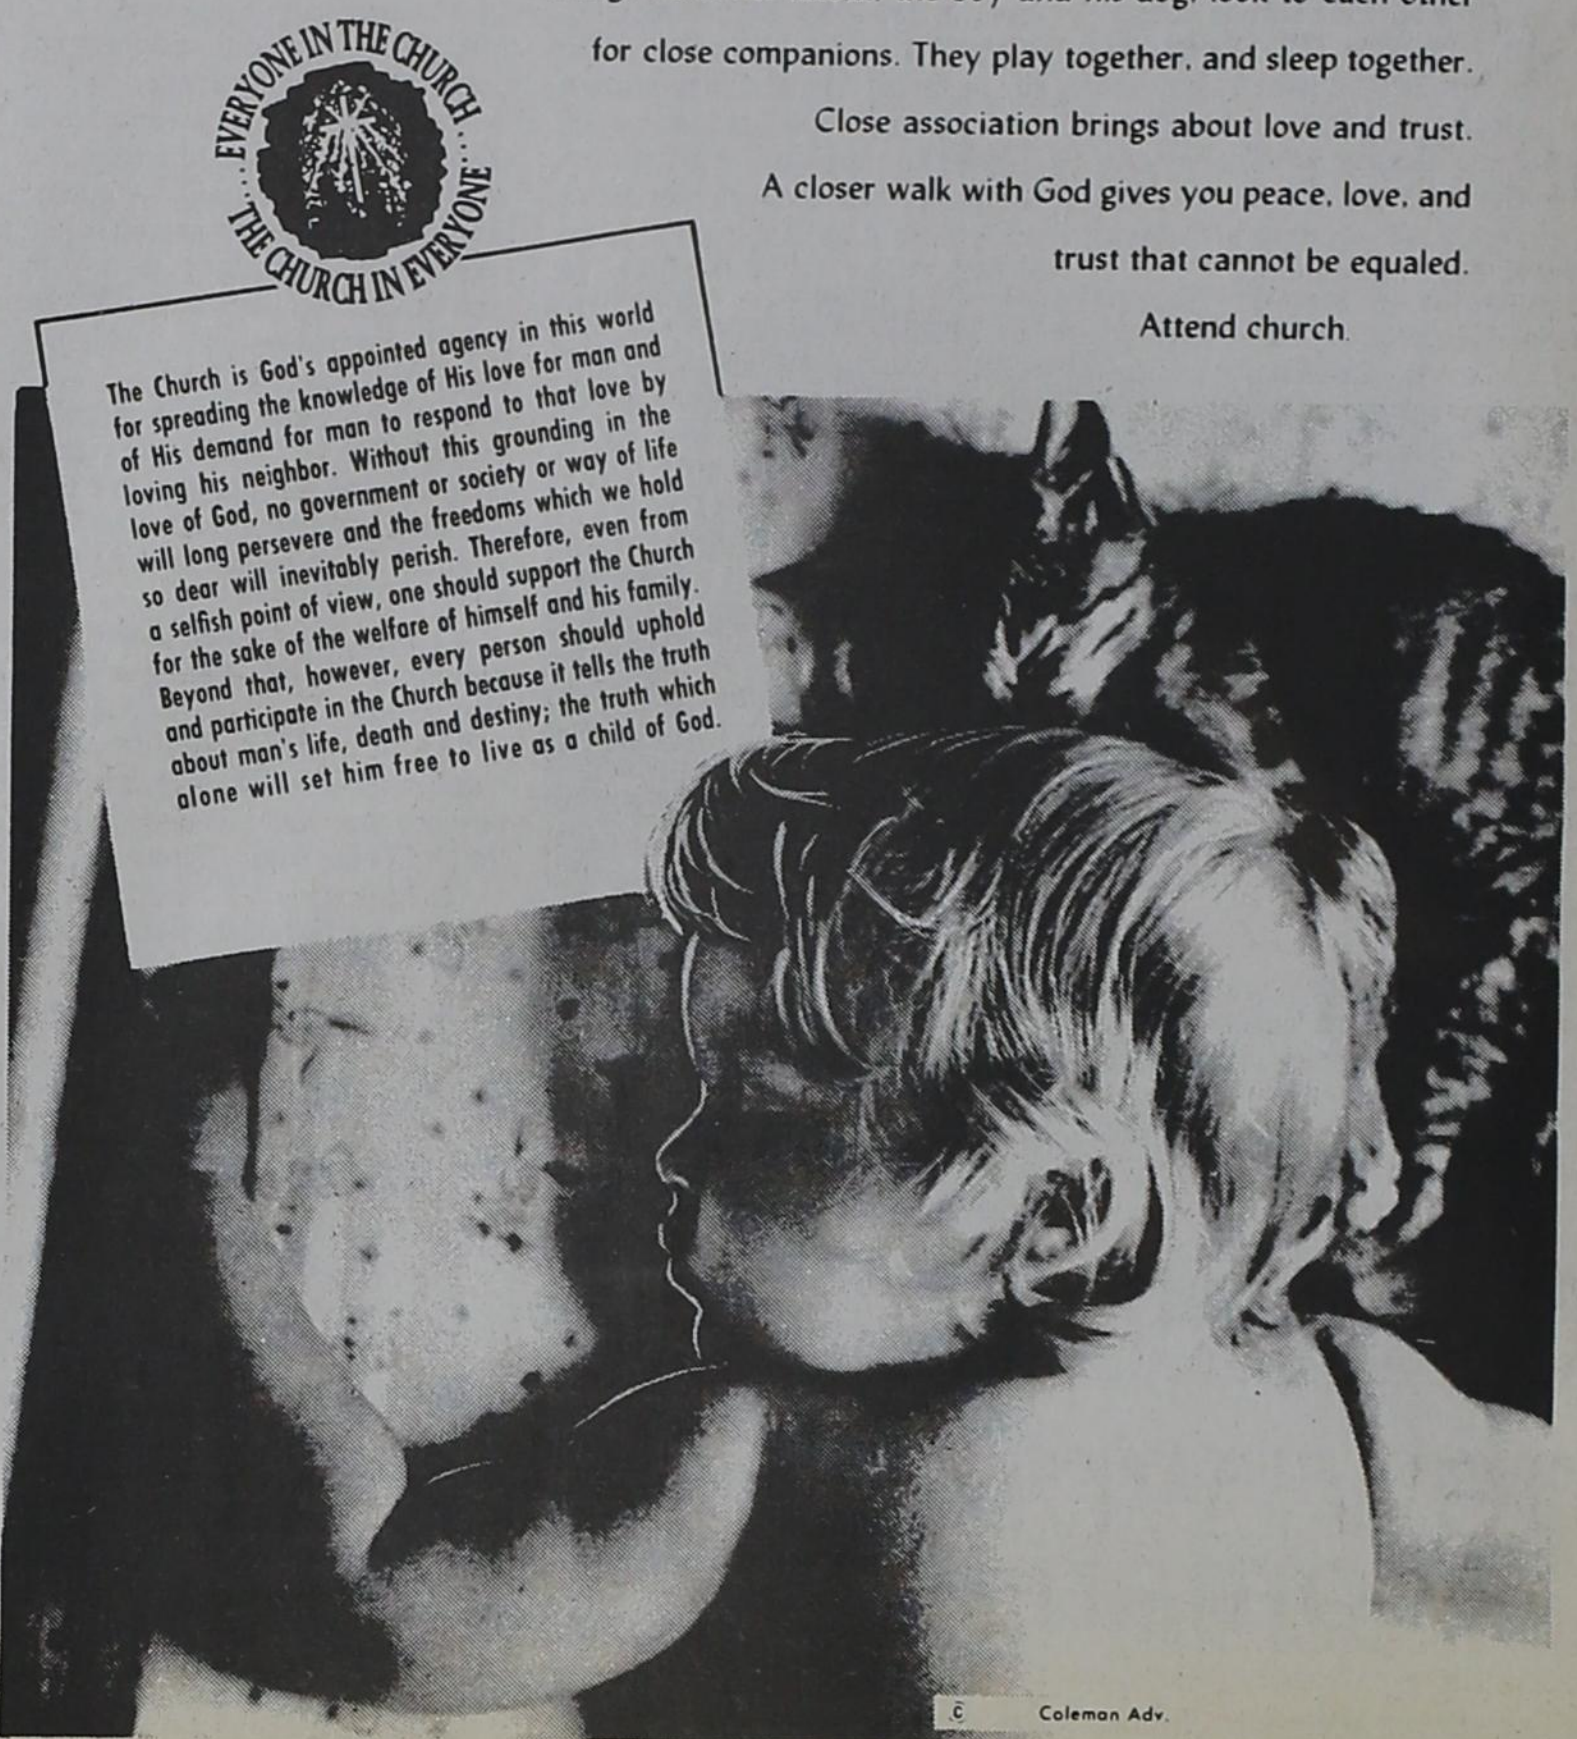 for close companions. They play together, and sleep together.
Close association brings about love and trust.
A closer walk with God gives you peace, love, and
trust that cannot be equaled.
Attend church.
EVERYONE IN THE CHURCH....
....THE CHURCH IN EVERYONE
The Church is God's appointed agency in this world
for spreading the knowledge of His love for man and
of His demand for man to respond to that love by
loving his neighbor. Without this grounding in the
love of God, no government or society or way of life
will long persevere and the freedoms which we hold
so dear will inevitably perish. Therefore, even from
a selfish point of view, one should support the Church
for the sake of the welfare of himself and his family.
Beyond that, however, every person should uphold
and participate in the Church because it tells the truth
about man's life, death and destiny; the truth which
alone will set him free to live as a child of God.
© Coleman Adv.